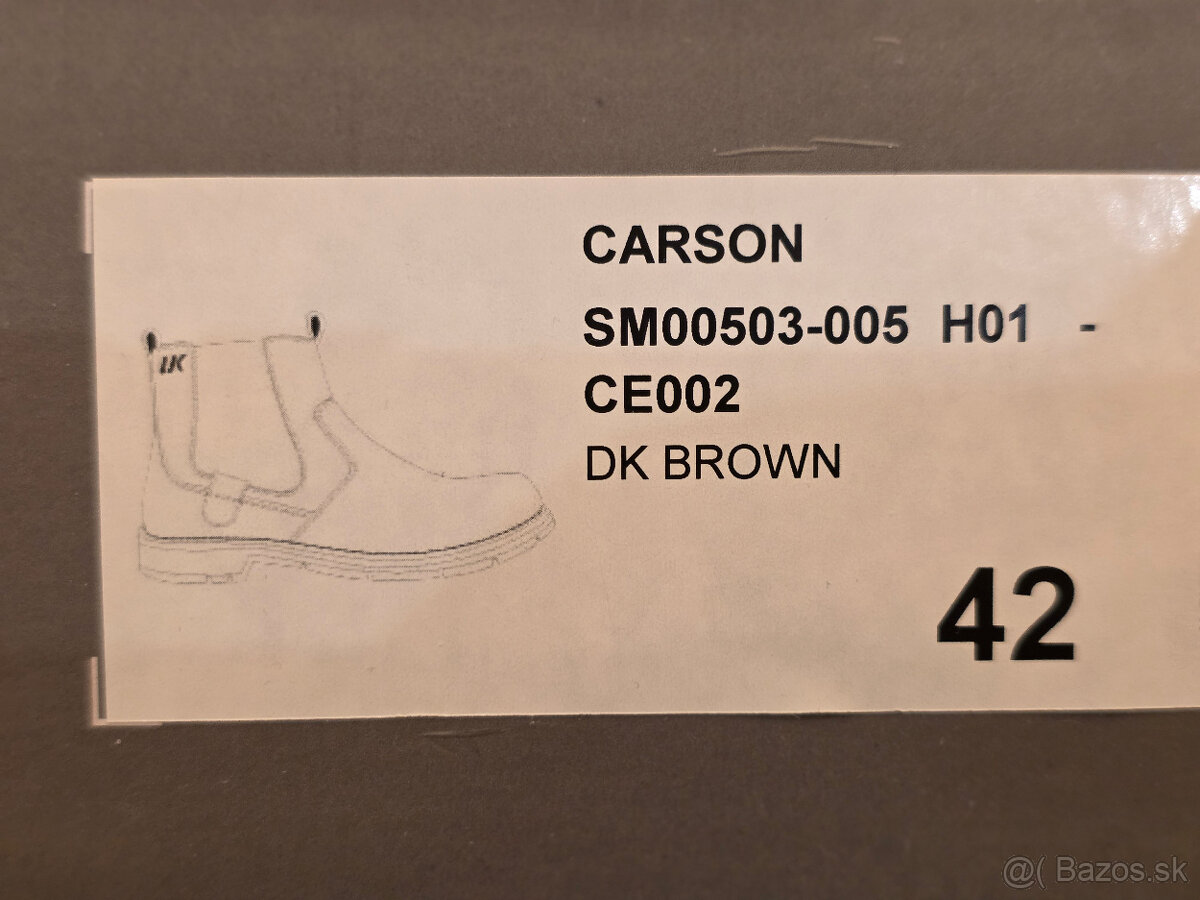 CARSON
SM00503-005 H01 -
CE002
DK BROWN
42
LK
@( Bazos.sk